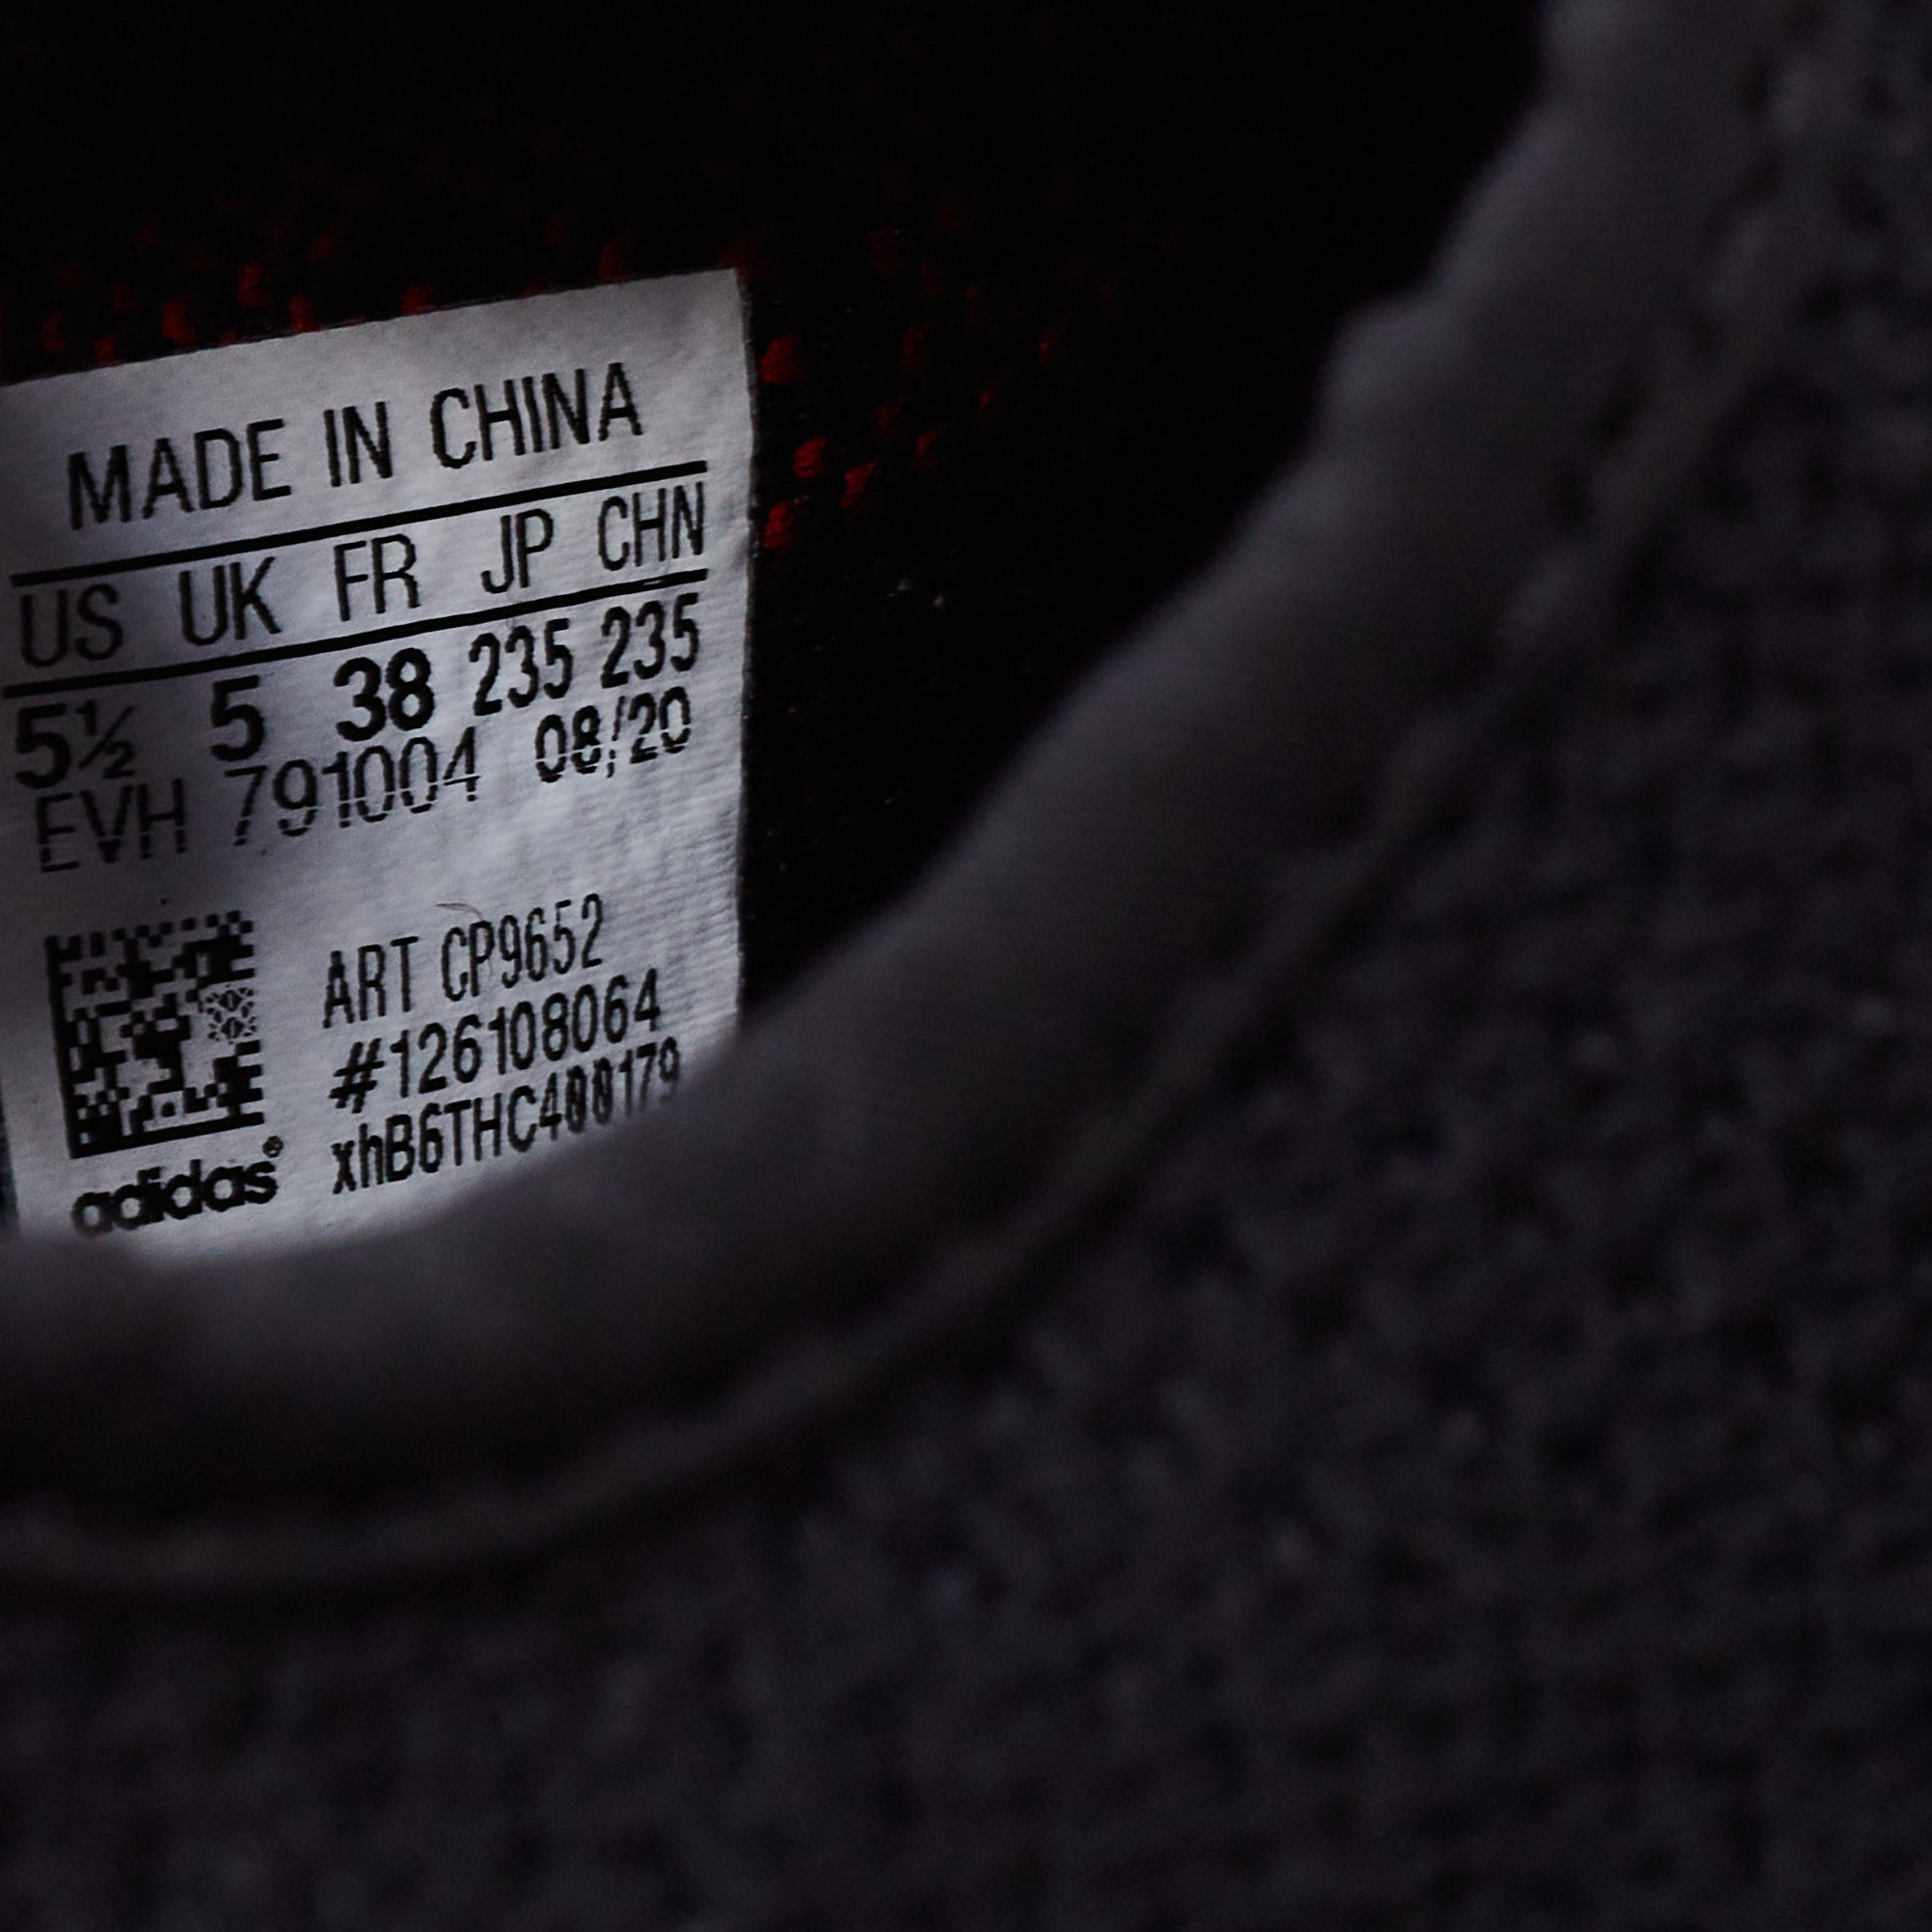 MADE IN CHINA
US UK FR JP CHN
5½ 5 38 235 235
EVH 791004 08/20
ART CP9652
#126108064
xhB6THC400179
adidas®